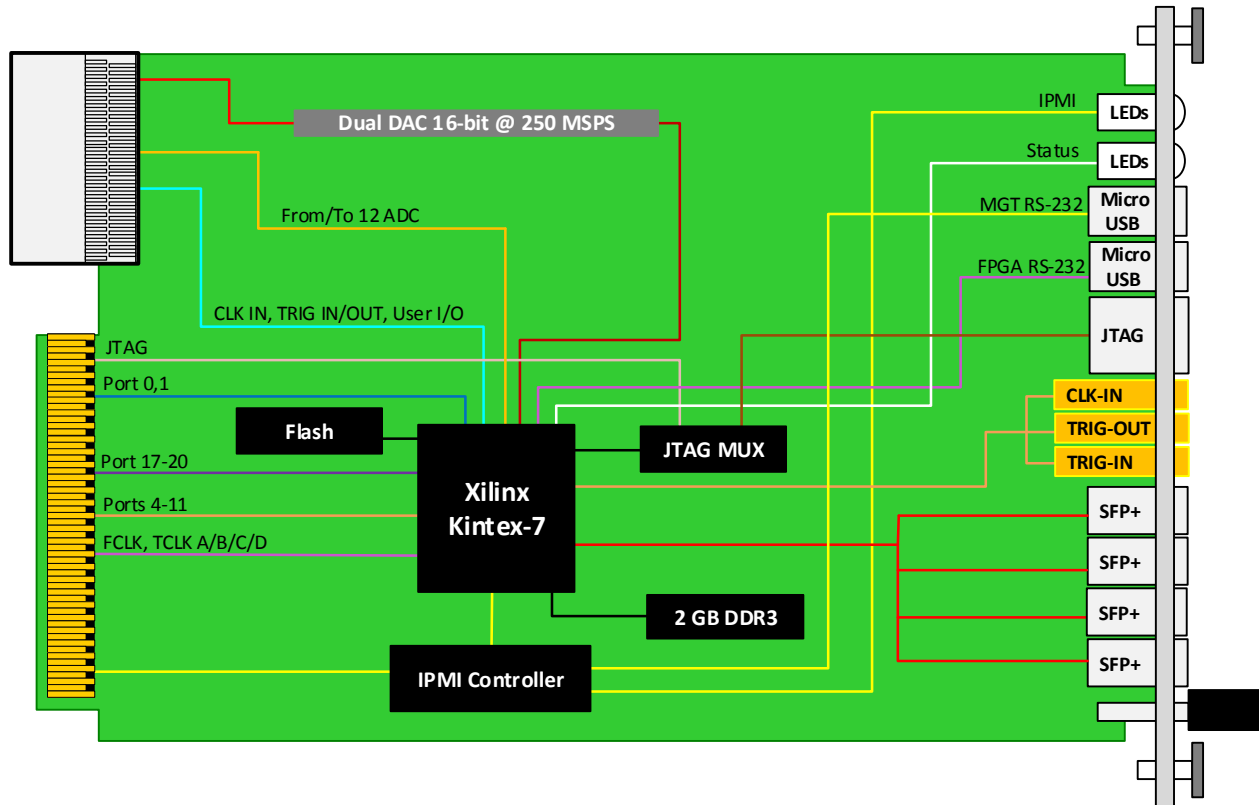 Dual DAC 16-bit @ 250 MSPS
IPMI
LEDs
Status
LEDs
MGT RS-232
Micro
USB
From/To 12 ADC
FPGA RS-232
Micro
USB
CLK IN, TRIG IN/OUT, User I/O
JTAG
JTAG
Port 0,1
CLK-IN
Flash
TRIG-OUT
JTAG MUX
TRIG-IN
Port 17-20
Xilinx
Kintex-7
Ports 4-11
SFP+
FCLK, TCLK A/B/C/D
SFP+
2 GB DDR3
SFP+
SFP+
IPMI Controller